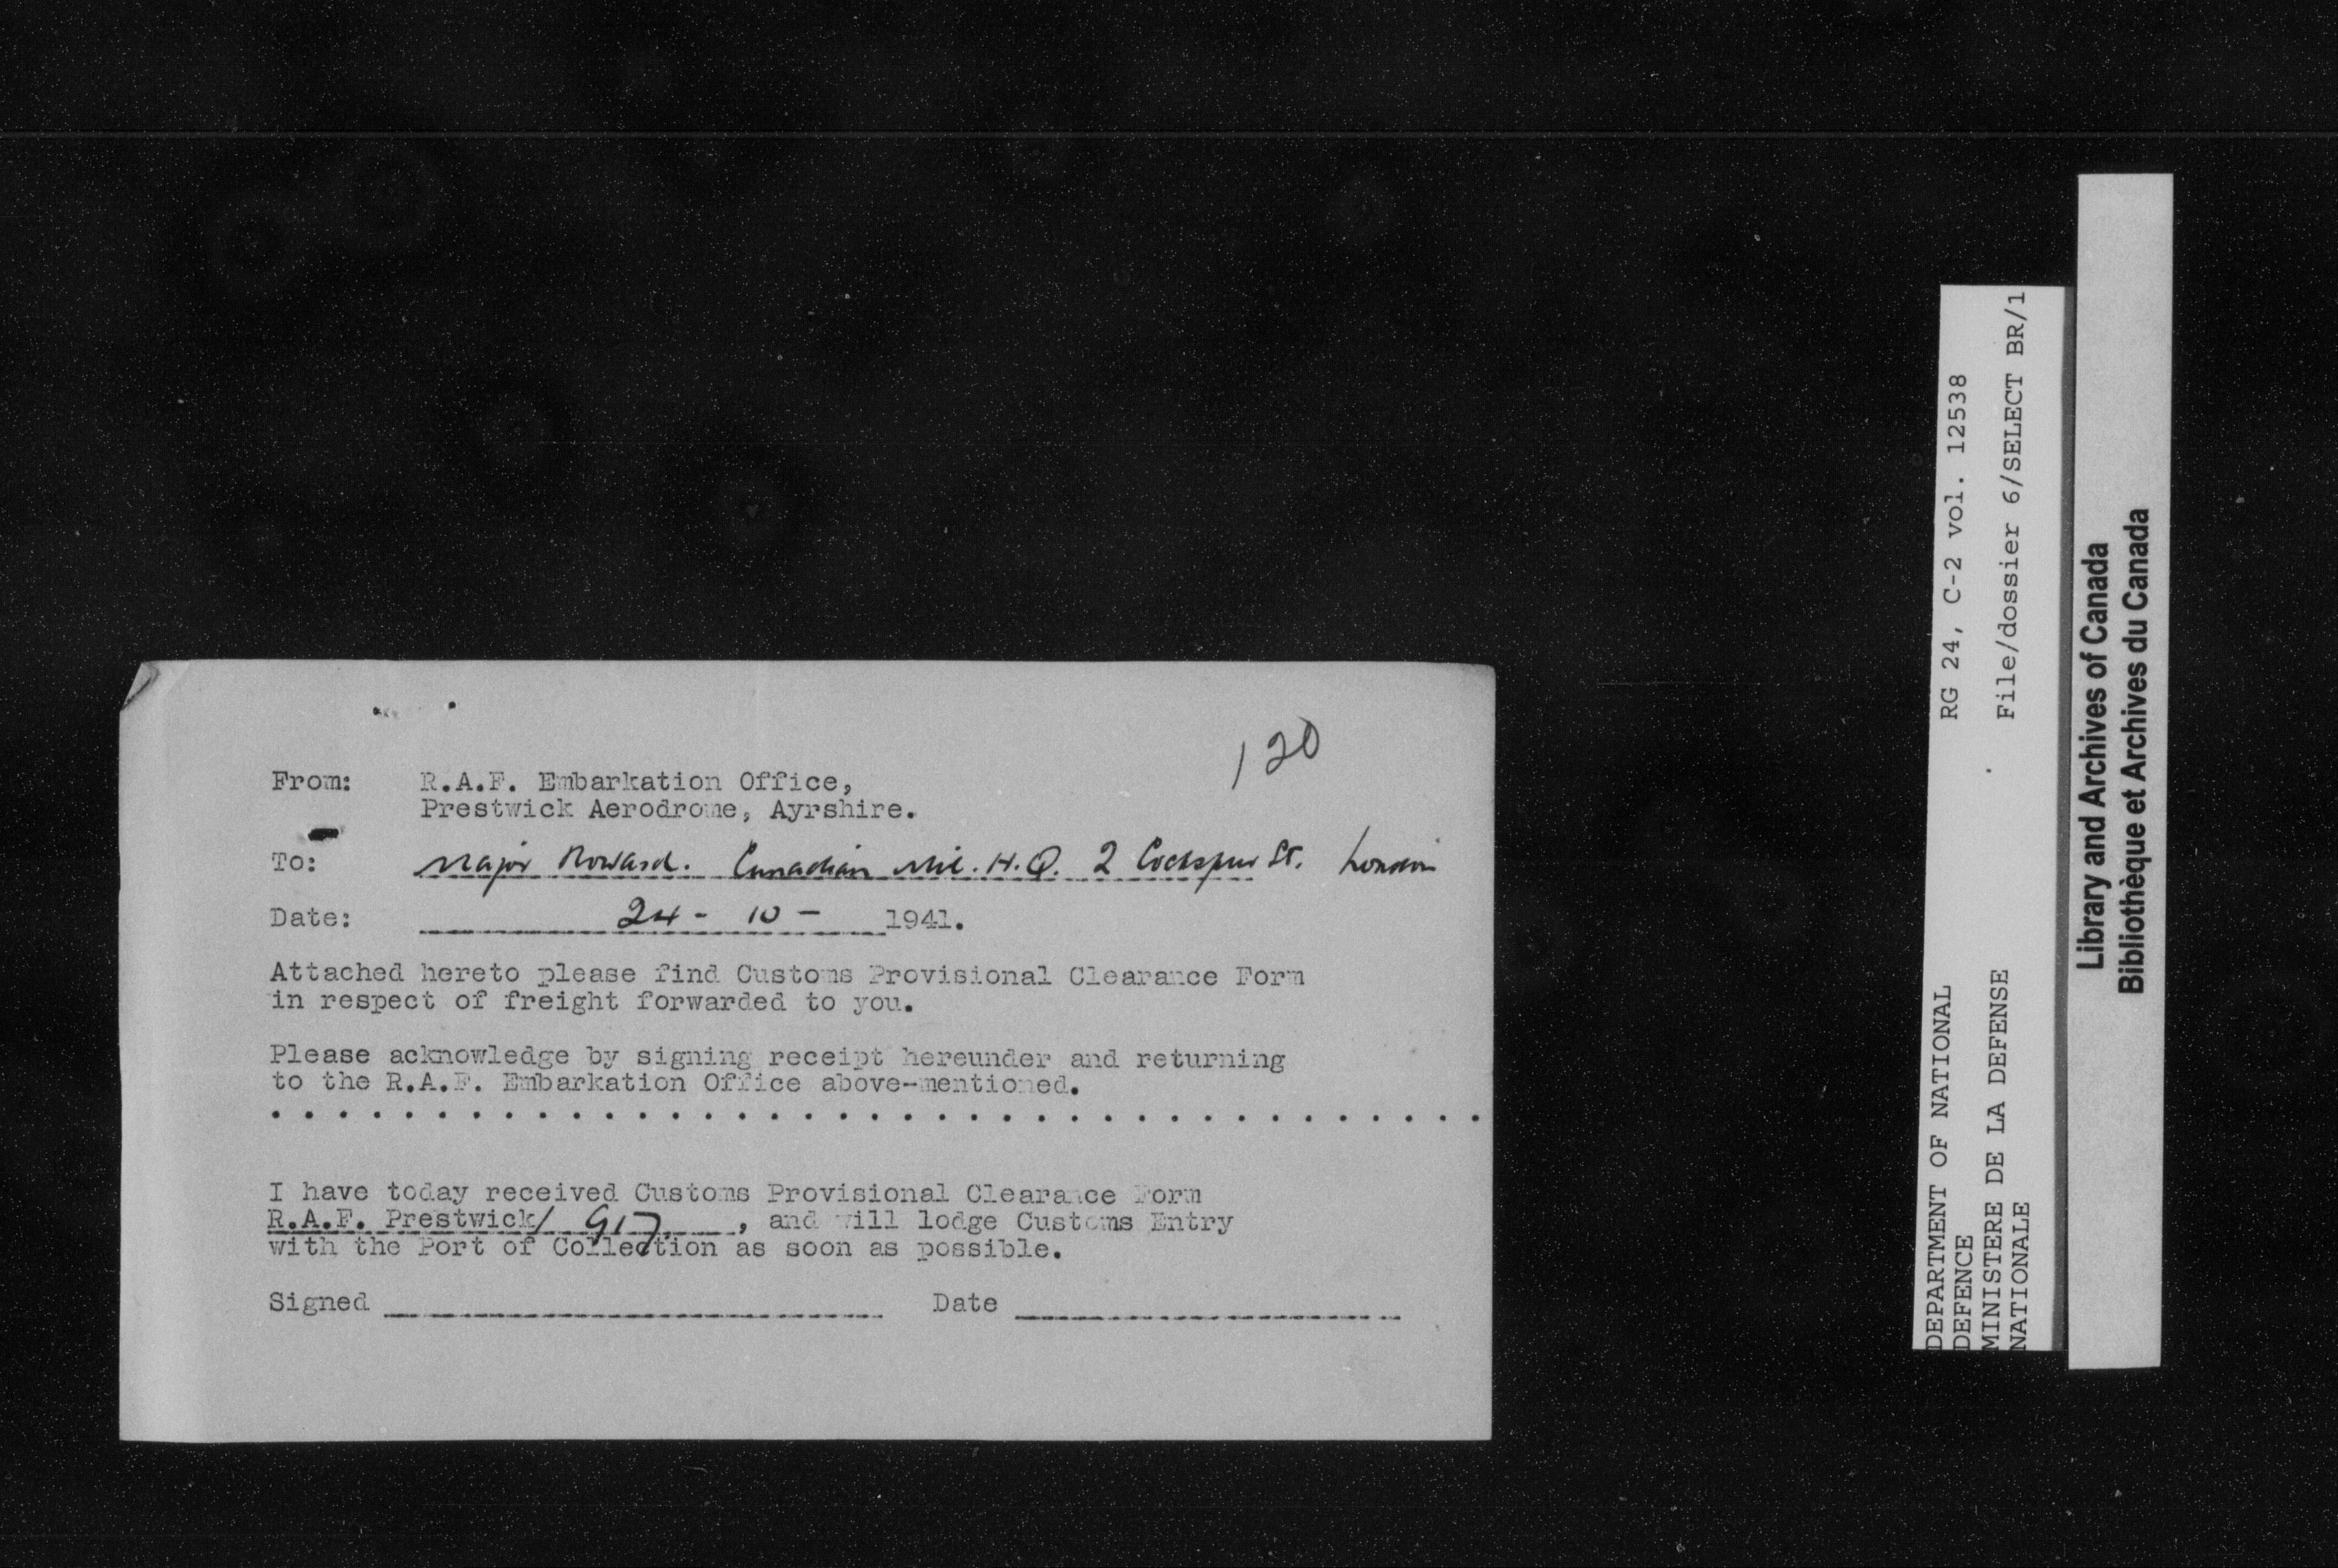 120
From: R.A.F. Embarkation Office,
Prestwick Aerodrome, Ayrshire.
To: Major Canadian Mil. H.Q. 2 Cockspur St. London
Date: 24 - 10 - 1941.
Attached hereto please find Customs Provisional Clearance Form
in respect of freight forwarded to you.
Please acknowledge by signing receipt hereunder and returning
to the R.A.F. Embarkation Office above-mentioned.
I have today received Customs Provisional Clearance Form
R.A.F. Prestwick/ 917, and will lodge Customs Entry
with the Port of Collection as soon as possible.
Signed Date
DEPARTMENT OF NATIONAL RG 24, C-2 vol. 12538
DEFENCE
MINISTERE DE LA DEFENSE File/dossier 6/SELECT BR/1
NATIONALE
Library and Archives of Canada
Bibliothèque et Archives du Canada